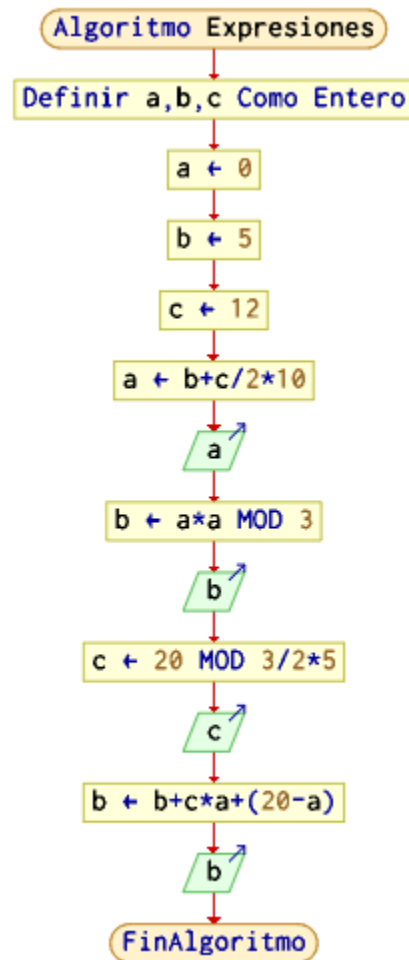 Algoritmo Expresiones
Definir a,b,c Como Entero
a ← 0
b ← 5
c ← 12
a ← b+c/2*10
a
b ← a*a MOD 3
b
c ← 20 MOD 3/2*5
c
b ← b+c*a+(20-a)
b
FinAlgoritmo